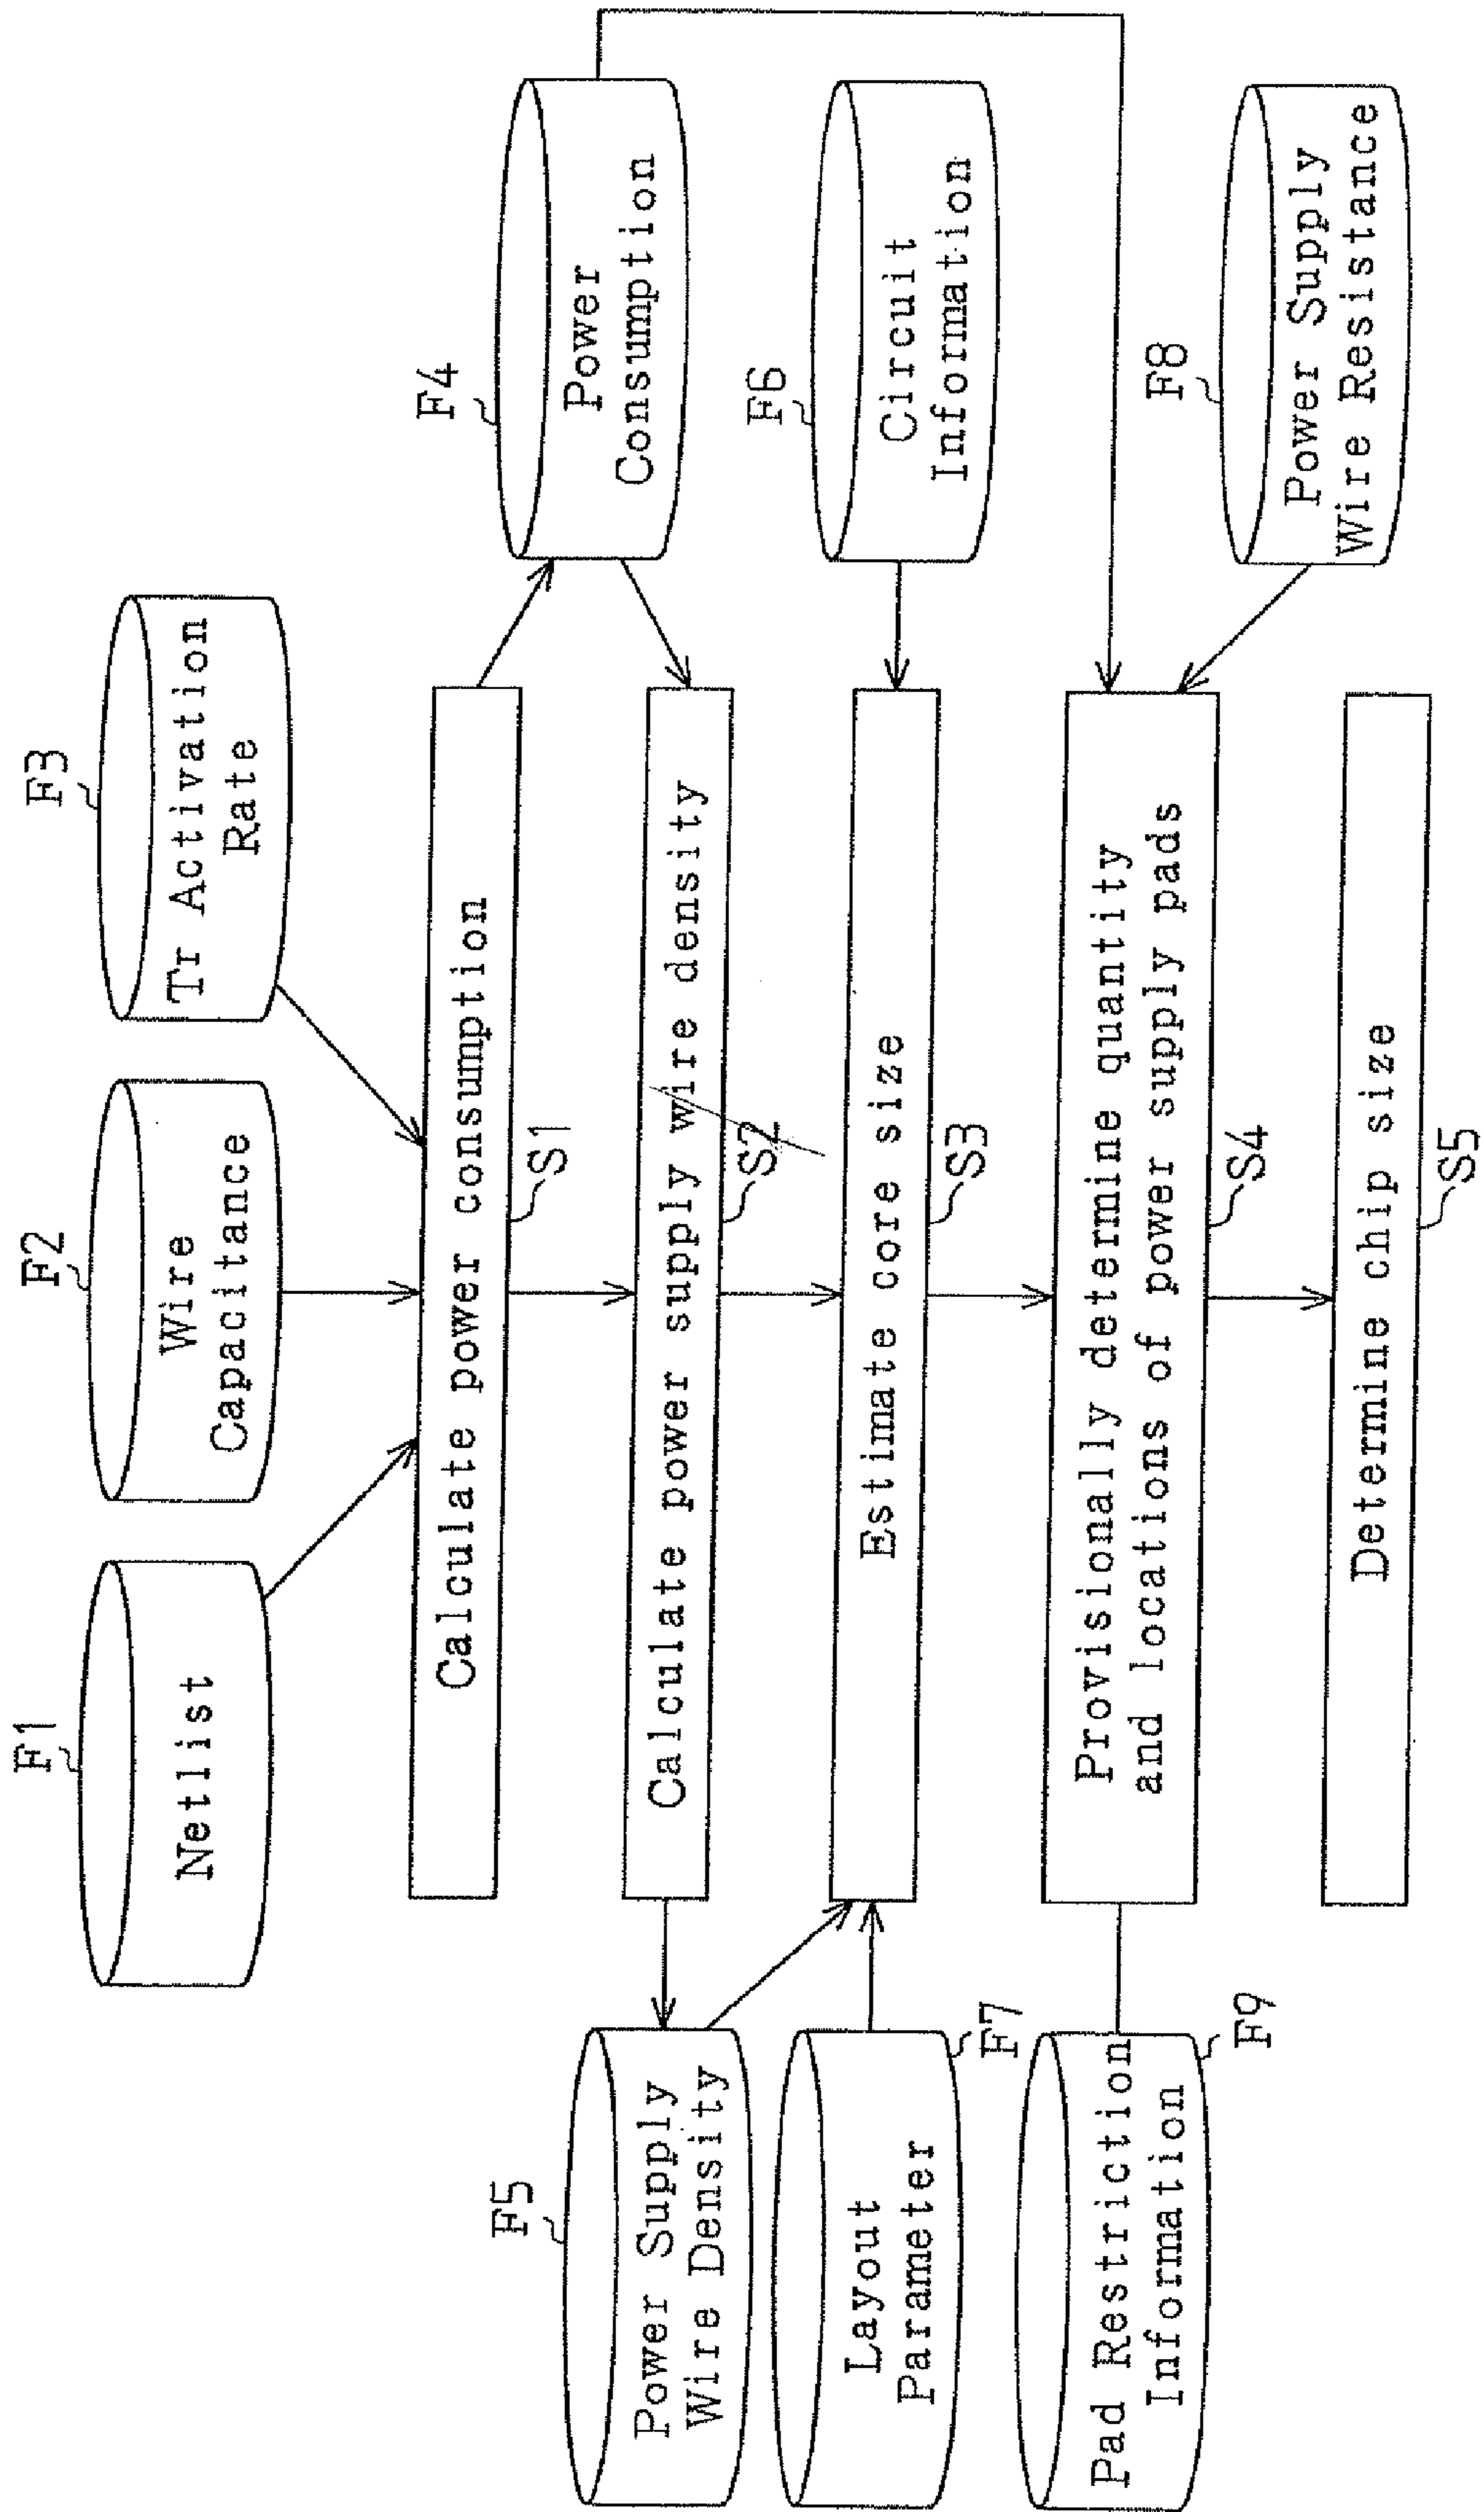 F1
Netlist
F2
Wire
Capacitance
F3
Tr Activation
Rate
Calculate power consumption
S1
F4
Power
Consumption
Calculate power supply wire density
S2
F5
Power Supply
Wire Density
F6
Circuit
Information
Estimate core size
S3
Layout
Parameter
F7
Provisionally determine quantity
and locations of power supply pads
S4
F8
Power Supply
Wire Resistance
Pad Restriction
Information
F9
Determine chip size
S5